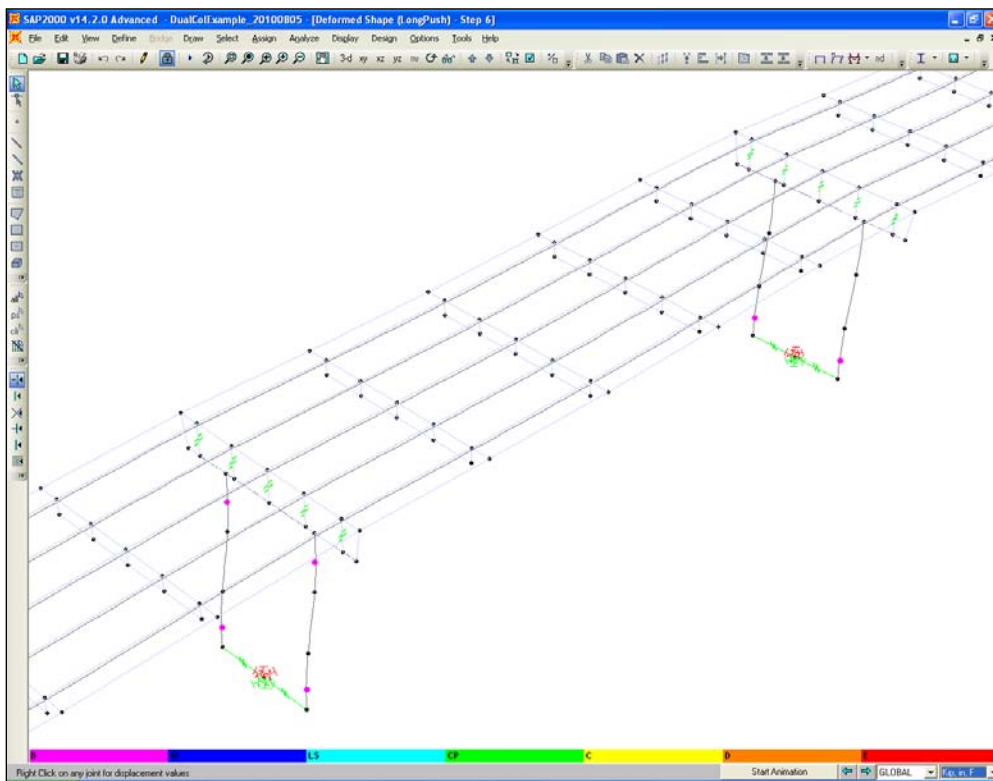 SAP2000 v14.2.0 Advanced - DualColExample_20100805 - [Deformed Shape (LongPush) - Step 6]
File Edit View Define Bridge Draw Select Assign Analyze Display Design Options Tools Help
3-d xy xz yz nv nd
B LS CP C D E
Right Click on any joint for displacement values
Start Animation
GLOBAL
Kip, in, F